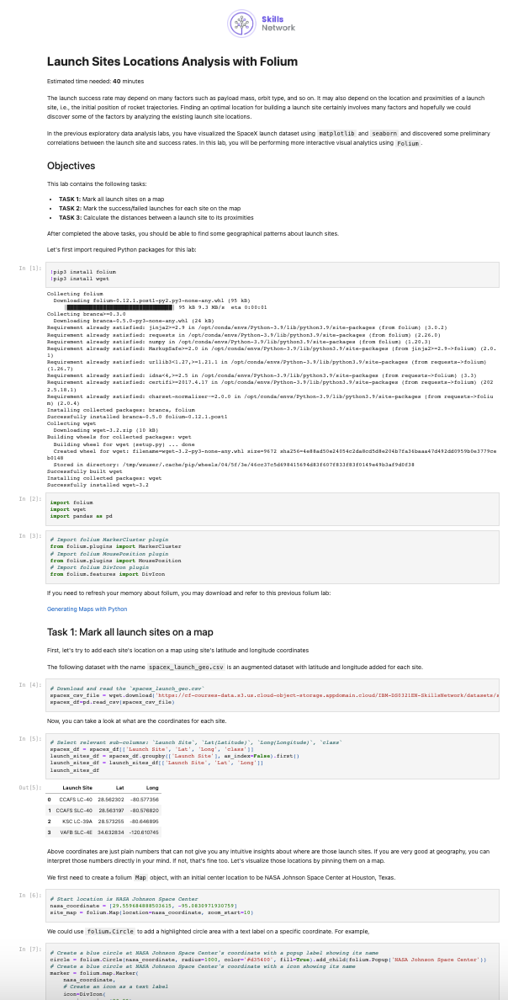 Skills
Network
Launch Sites Locations Analysis with Folium
Estimated time needed: 40 minutes
The launch success rate may depend on many factors such as payload mass, orbit type, and so on. It may also depend on the location and proximities of a launch
site, i.e., the initial position of rocket trajectories. Finding an optimal location for building a launch site certainly involves many factors and hopefully we could
discover some of the factors by analyzing the existing launch site locations.
In the previous exploratory data analysis labs, you have visualized the SpaceX launch dataset using matplotlib and seaborn and discovered some preliminary
correlations between the launch site and success rates. In this lab, you will be performing more interactive visual analytics using Folium.
Objectives
This lab contains the following tasks:
• TASK 1: Mark all launch sites on a map
• TASK 2: Mark the success/failed launches for each site on the map
• TASK 3: Calculate the distances between a launch site to its proximities
After completed the above tasks, you should be able to find some geographical patterns about launch sites.
Let's first import required Python packages for this lab:
In [1]:
!pip3 install folium
!pip3 install wget
Collecting folium
Downloading folium-0.12.1.post1-py2.py3-none-any.whl (95 kB)
|████████████████████████████████| 95 kB 9.3 MB/s eta 0:00:01
Collecting branca>=0.3.0
Downloading branca-0.5.0-py3-none-any.whl (24 kB)
Requirement already satisfied: jinja2>=2.9 in /opt/conda/envs/Python-3.9/lib/python3.9/site-packages (from folium) (3.0.2)
Requirement already satisfied: requests in /opt/conda/envs/Python-3.9/lib/python3.9/site-packages (from folium) (2.26.0)
Requirement already satisfied: numpy in /opt/conda/envs/Python-3.9/lib/python3.9/site-packages (from folium) (1.20.3)
Requirement already satisfied: MarkupSafe>=2.0 in /opt/conda/envs/Python-3.9/lib/python3.9/site-packages (from jinja2>=2.9->folium) (2.0.
1)
Requirement already satisfied: urllib3<1.27,>=1.21.1 in /opt/conda/envs/Python-3.9/lib/python3.9/site-packages (from requests->folium)
(1.26.7)
Requirement already satisfied: idna<4,>=2.5 in /opt/conda/envs/Python-3.9/lib/python3.9/site-packages (from requests->folium) (3.3)
Requirement already satisfied: certifi>=2017.4.17 in /opt/conda/envs/Python-3.9/lib/python3.9/site-packages (from requests->folium) (202
2.5.18.1)
Requirement already satisfied: charset-normalizer~=2.0.0 in /opt/conda/envs/Python-3.9/lib/python3.9/site-packages (from requests->foliu
m) (2.0.4)
Installing collected packages: branca, folium
Successfully installed branca-0.5.0 folium-0.12.1.post1
Collecting wget
Downloading wget-3.2.zip (10 kB)
Building wheels for collected packages: wget
Building wheel for wget (setup.py) ... done
Created wheel for wget: filename=wget-3.2-py3-none-any.whl size=9672
Stored in directory:
Successfully built wget
Installing collected packages: wget
Successfully installed wget-3.2
In [2]:
import folium
import wget
import pandas as pd
In [3]:
# Import folium MarkerCluster plugin
from folium.plugins import MarkerCluster
# Import folium MousePosition plugin
from folium.plugins import MousePosition
# Import folium DivIcon plugin
from folium.features import DivIcon
If you need to refresh your memory about folium, you may download and refer to this previous folium lab:
Generating Maps with Python
Task 1: Mark all launch sites on a map
First, let's try to add each site's location on a map using site's latitude and longitude coordinates
The following dataset with the name spacex_launch_geo.csv is an augmented dataset with latitude and longitude added for each site.
In [4]:
# Download and read the `spacex_launch_geo.csv`
spacex_csv_file = wget.download('https://cf-courses-data.s3.us.cloud-object-storage.appdomain.cloud/IBM-DS0321EN-SkillsNetwork/datasets/s
spacex_df=pd.read_csv(spacex_csv_file)
Now, you can take a look at what are the coordinates for each site.
In [5]:
# Select relevant sub-columns: `Launch Site`, `Lat(Latitude)`, `Long(Longitude)`, `class`
spacex_df = spacex_df[['Launch Site', 'Lat', 'Long', 'class']]
launch_sites_df = spacex_df.groupby(['Launch Site'], as_index=False).first()
launch_sites_df = launch_sites_df[['Launch Site', 'Lat', 'Long']]
launch_sites_df
Out[5]:
Launch Site Lat Long
0 CCAFS LC-40 28.562302 -80.577356
1 CCAFS SLC-40 28.563197 -80.576820
2 KSC LC-39A 28.573255 -80.646895
3 VAFB SLC-4E 34.632834 -120.610745
Above coordinates are just plain numbers that can not give you any intuitive insights about where are those launch sites. If you are very good at geography, you can
interpret those numbers directly in your mind. If not, that's fine too. Let's visualize those locations by pinning them on a map.
We first need to create a folium Map object, with an initial center location to be NASA Johnson Space Center at Houston, Texas.
In [6]:
# Start location is NASA Johnson Space Center
nasa_coordinate = [29.559684888503615, -95.0830971930759]
site_map = folium.Map(location=nasa_coordinate, zoom_start=10)
We could use folium.Circle to add a highlighted circle area with a text label on a specific coordinate. For example,
In [7]:
# Create a blue circle at NASA Johnson Space Center's coordinate with a popup label showing its name
circle = folium.Circle(nasa_coordinate, radius=1000, color='#d35400', fill=True).add_child(folium.Popup('NASA Johnson Space Center'))
# Create a blue circle at NASA Johnson Space Center's coordinate with a icon showing its name
marker = folium.map.Marker(
nasa_coordinate,
# Create an icon as a text label
icon=DivIcon(